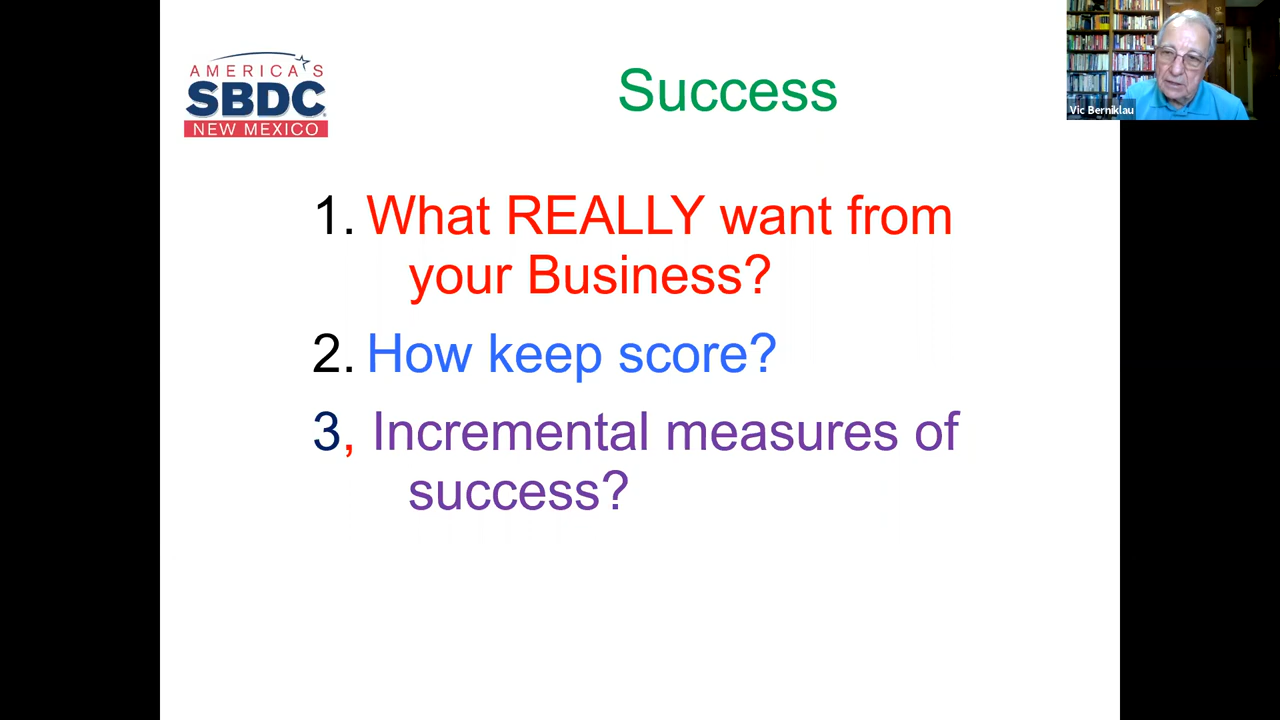 AMERICA'S
SBDC
NEW MEXICO
Success
Vic Berniklau
1. What REALLY want from
your Business?
2. How keep score?
3, Incremental measures of
success?